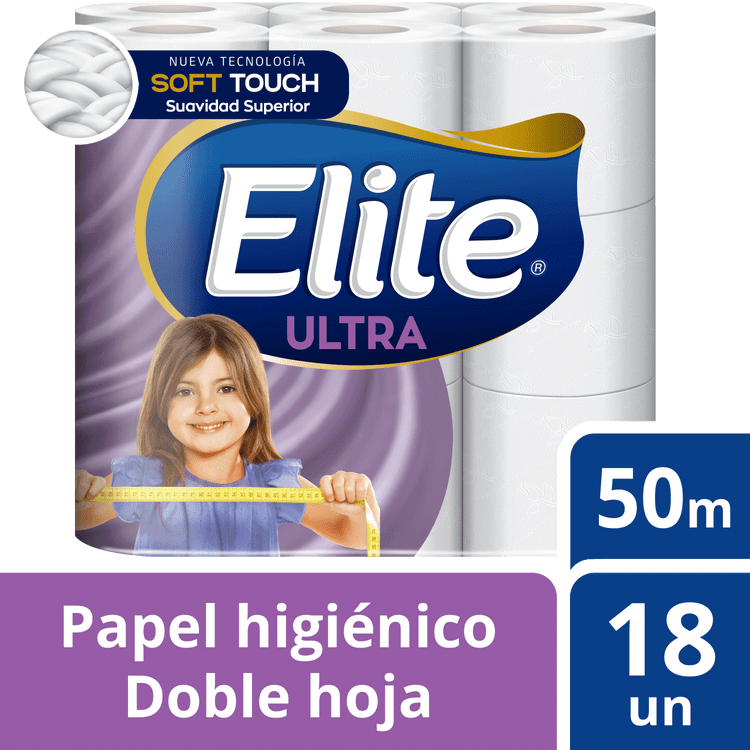 NUEVA TECNOLOGÍA
SOFT TOUCH
Suavidad Superior
Elite®
ULTRA
50m
Papel higiénico
Doble hoja
18
un